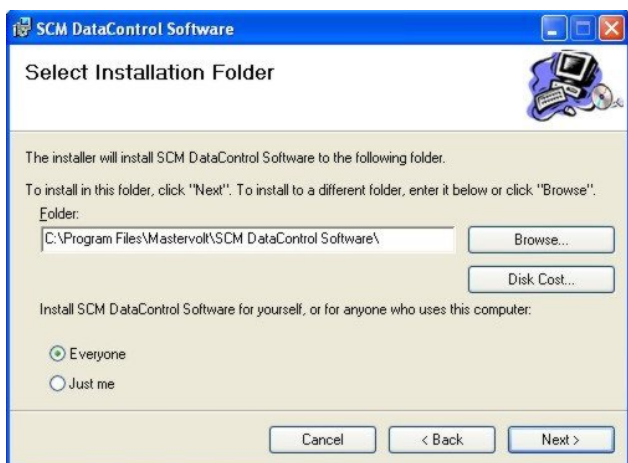 SCM DataControl Software
Select Installation Folder
The installer will install SCM DataControl Software to the following folder.
To install in this folder, click "Next". To install to a different folder, enter it below or click "Browse".
Folder:
C:\Program Files\Mastervolt\SCM DataControl Software\
Browse...
Disk Cost...
Install SCM DataControl Software for yourself, or for anyone who uses this computer:
Everyone
Just me
Cancel
< Back
Next >